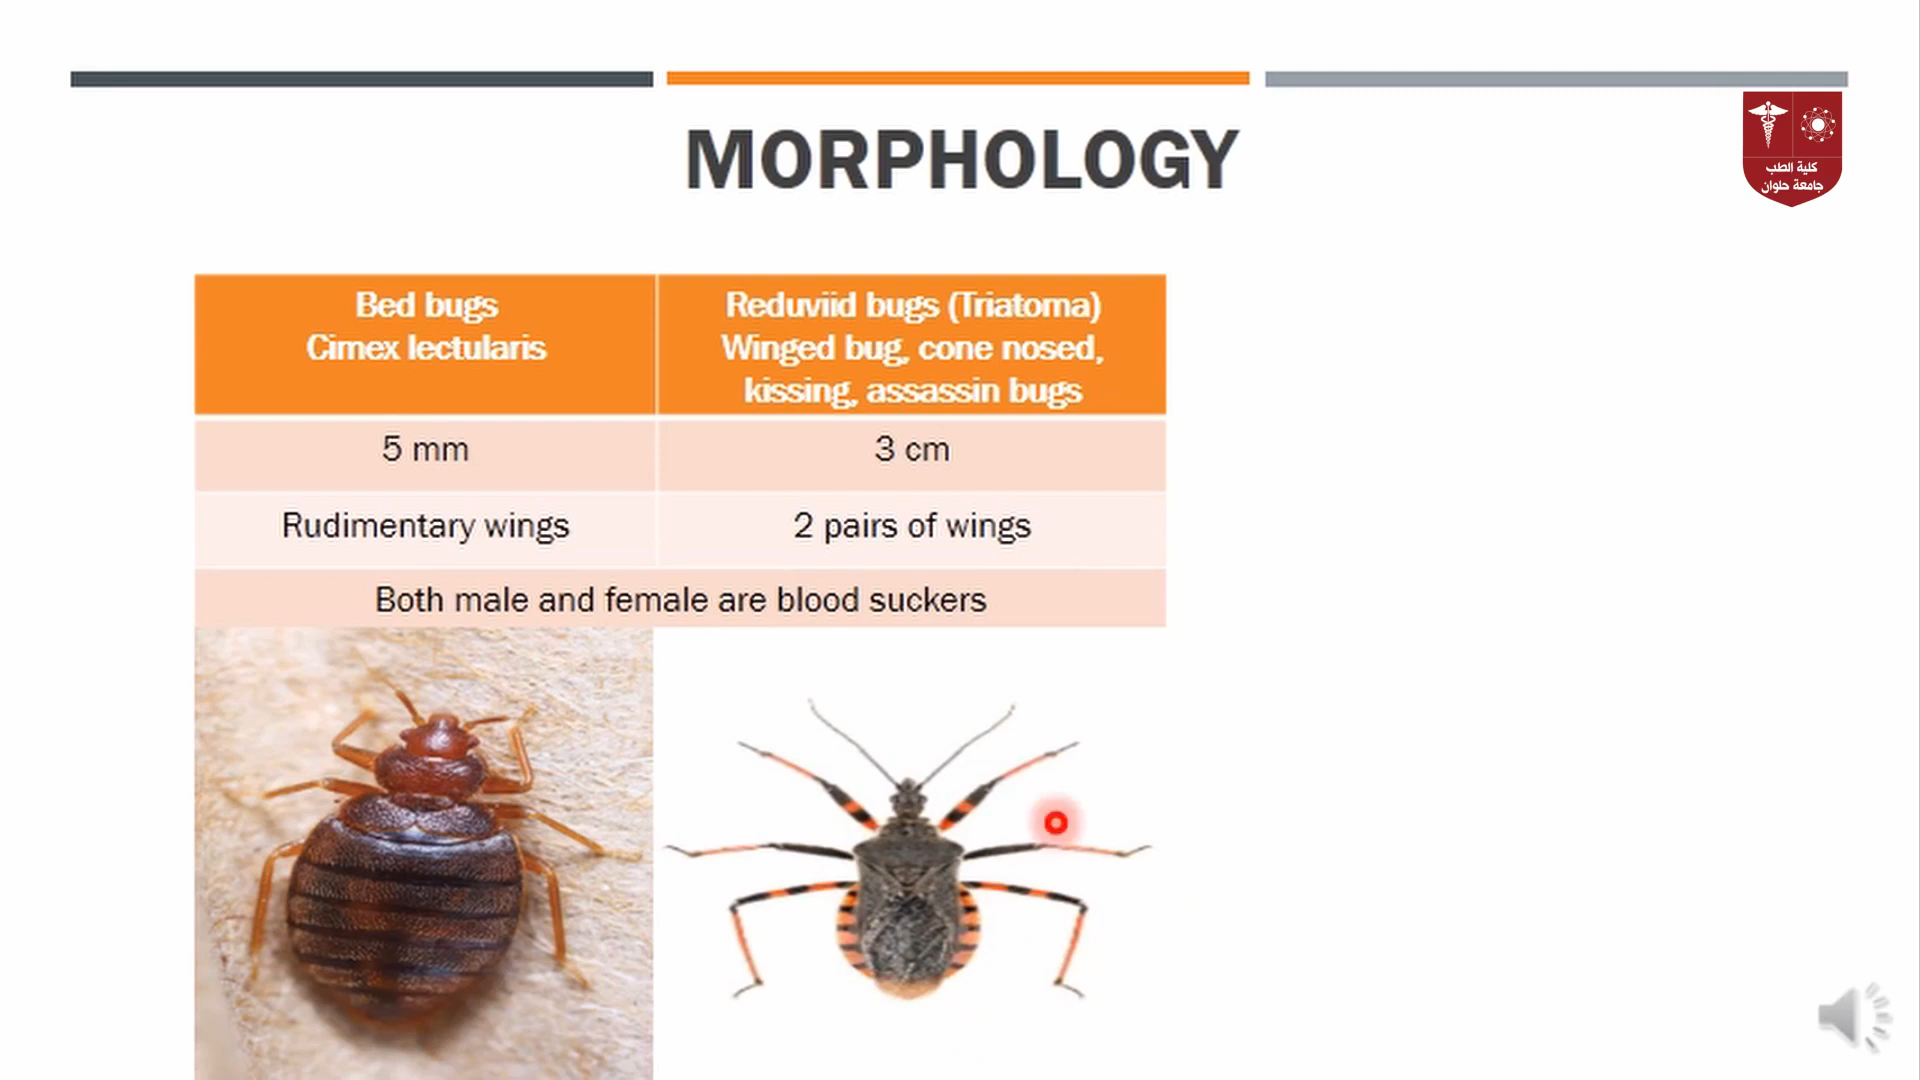 MORPHOLOGY
كلية الطب
جامعة حلوان
Bed bugs
Cimex lectularis
Reduviid bugs (Triatoma)
Winged bug, cone nosed,
kissing, assassin bugs
5 mm
3 cm
Rudimentary wings
2 pairs of wings
Both male and female are blood suckers